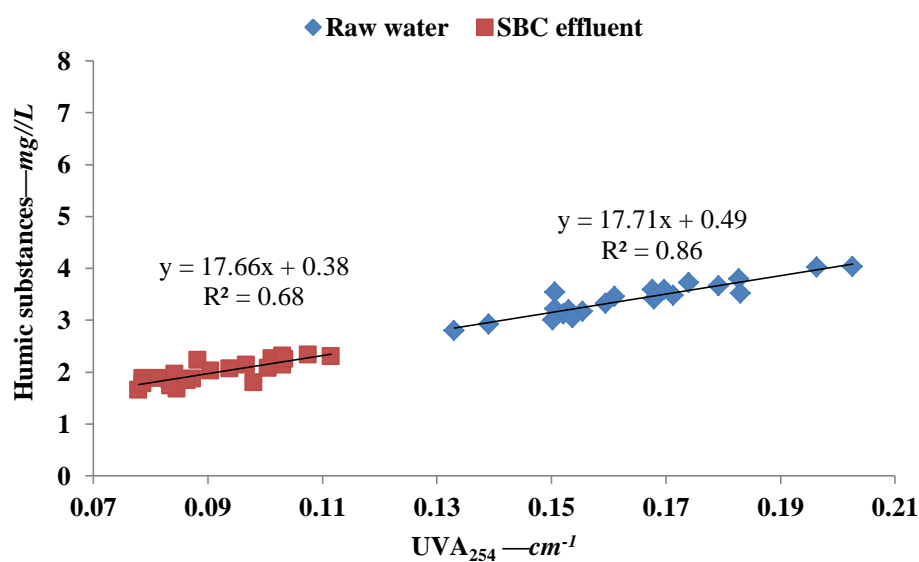 Raw water SBC effluent
8
7
6
5
4
3
2
1
0
Humic substances—mg//L
y = 17.71x + 0.49
R² = 0.86
y = 17.66x + 0.38
R² = 0.68
0.07 0.09 0.11 0.13 0.15 0.17 0.19 0.21
UVA₂₅₄ —cm⁻¹